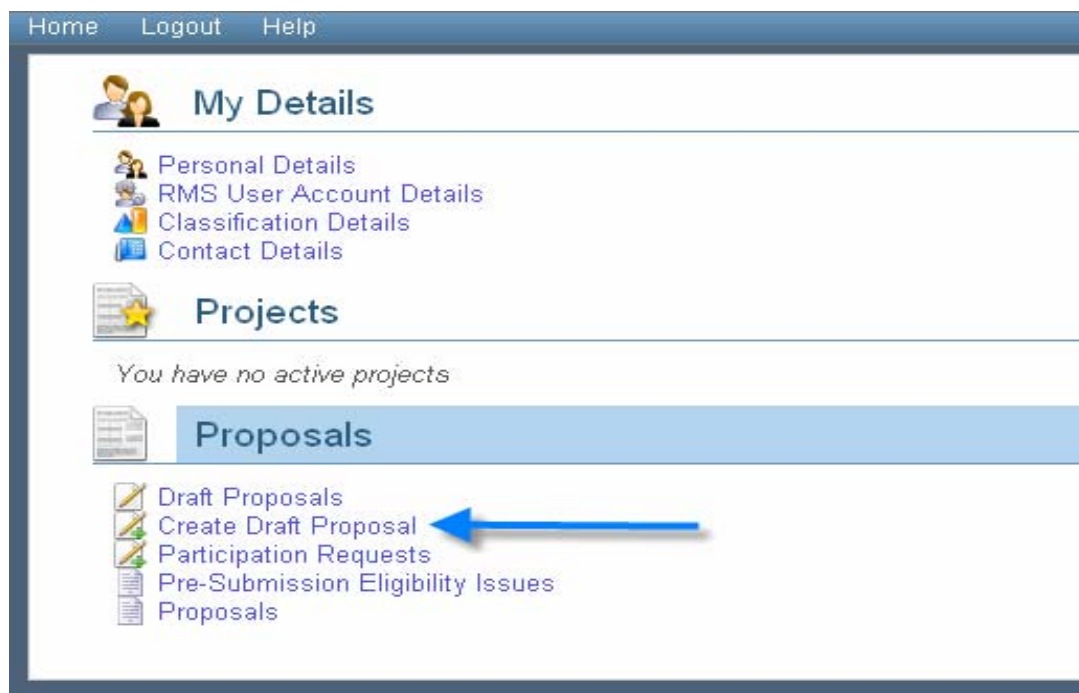 Home Logout Help
My Details
Personal Details
RMS User Account Details
Classification Details
Contact Details
Projects
You have no active projects
Proposals
Draft Proposals
Create Draft Proposal
Participation Requests
Pre-Submission Eligibility Issues
Proposals